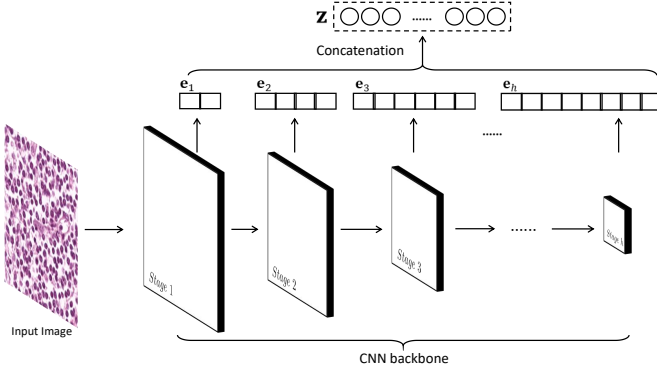 Z ......
Concatenation
e1 e2 e3 eh
......
Stage 1 Stage 2 Stage 3 ...... Stage h
Input Image
CNN backbone